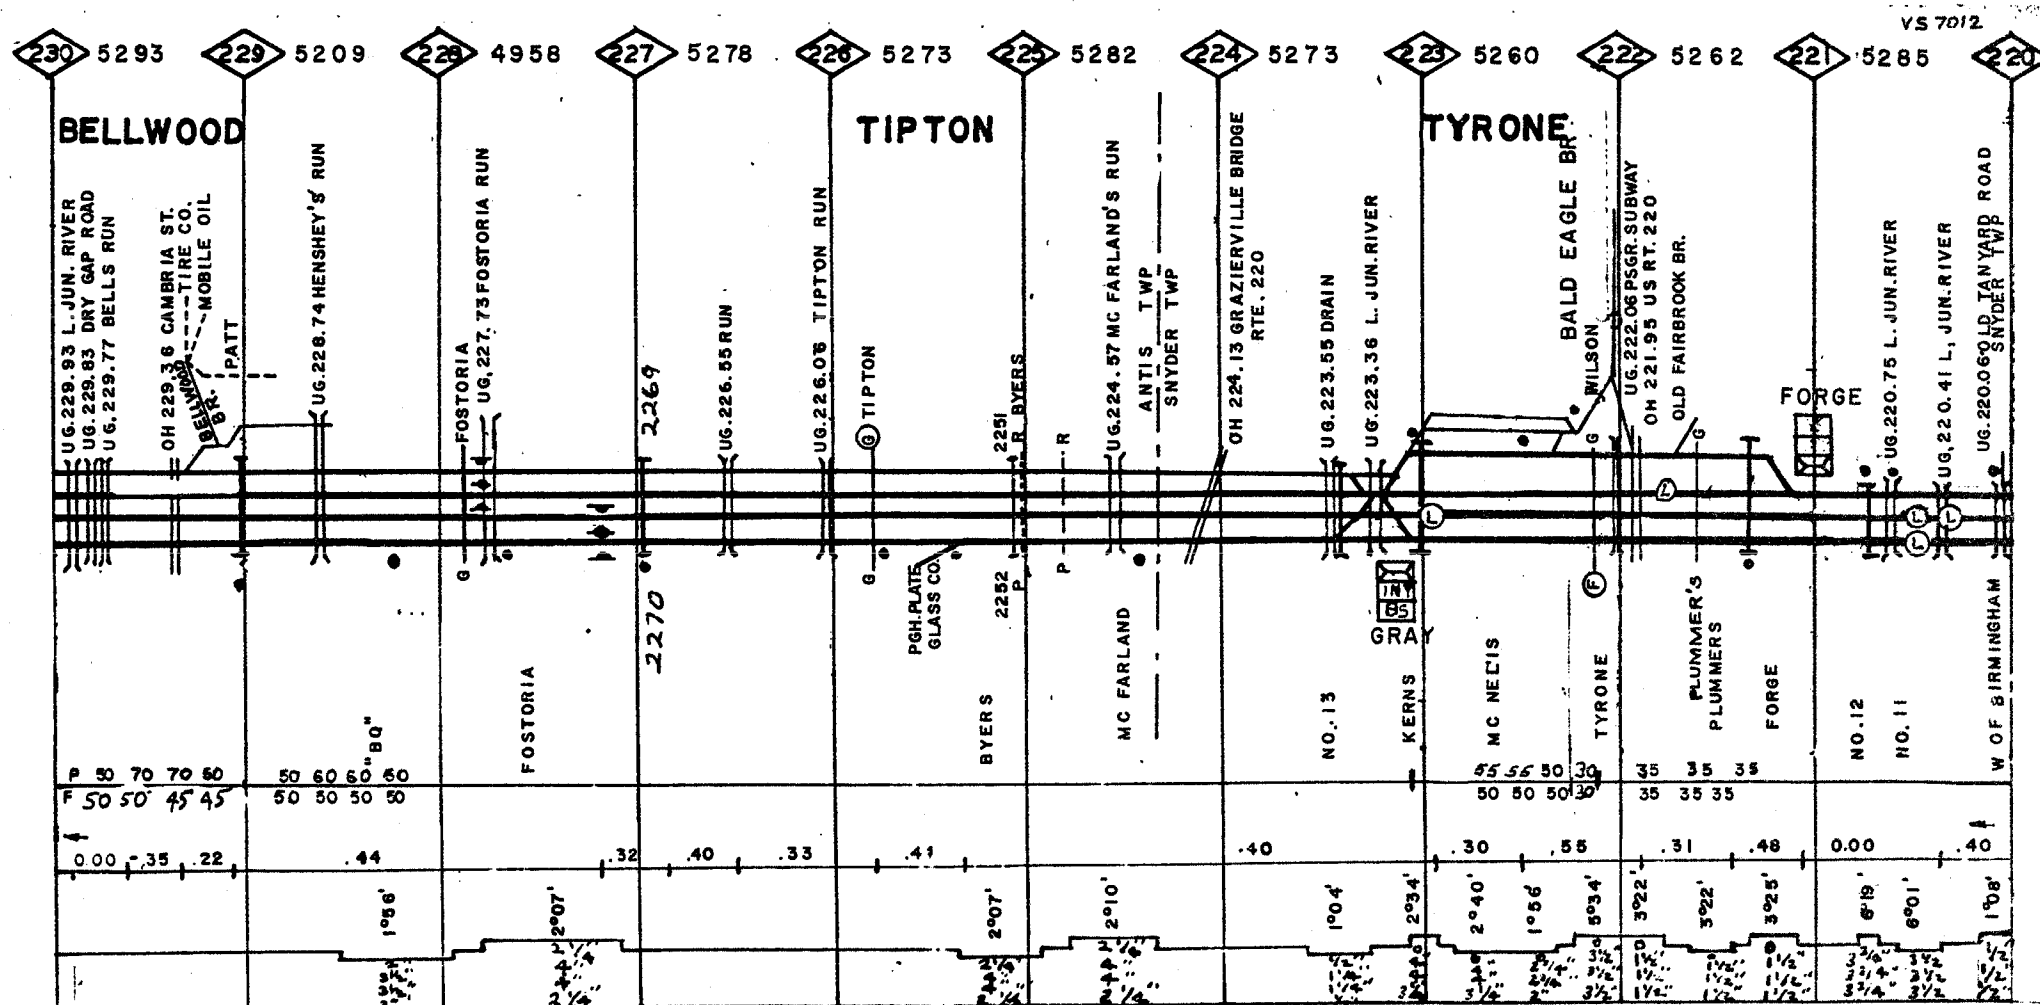 VS 7012
230 5293 229 5209 228 4958 227 5278 226 5273 225 5282 224 5273 223 5260 222 5262 221 5285 220
BELLWOOD TIPTON TYRONE
UG.229.93 L.JUN.RIVER
UG.229.83 DRY GAP ROAD
UG.229.77 BELLS RUN
OH 229.36 CAMBRIA ST.
TIRE CO.
MOBILE OIL
BELLWOOD
BR.
PATT
UG.228.74 HENSHEY'S RUN
FOSTORIA
UG.227.73 FOSTORIA RUN
2269
UG.226.55 RUN
UG.226.06 TIPTON RUN
G TIPTON
2251
R BYERS
R
UG.224.57 MC FARLAND'S RUN
ANTIS TWP
SNYDER TWP
OH 224.13 GRAZIERVILLE BRIDGE
RTE. 220
UG.223.55 DRAIN
UG.223.36 L. JUN.RIVER
BALD EAGLE BR
WILSON
G
UG.222.06 PSGR.SUBWAY
OH 221.95 US RT.220
OLD FAIRBROOK BR.
G
FORGE
UG.220.75 L.JUN.RIVER
UG.220.41 L, JUN.RIVER
UG.220.06 OLD TANYARD ROAD
SNYDER TWP
L
L
L
L
L
G
2270
G
PGH.PLATE
GLASS CO.
2252
P
P
INT
BS
GRAY
F
"BQ"
FOSTORIA
BYERS
MC FARLAND
NO.13
KERNS
MC NELIS
TYRONE
PLUMMER'S
PLUMMERS
FORGE
NO.12
NO.11
W OF BIRMINGHAM
P 50 70 70 50 50 60 60 50 55 55 50 30 35 35 35
F 50 50 45 45 50 50 50 50 50 50 50 30 35 35 35
0.00 .35 .22 .44 .32 .40 .33 .41 .40 .30 .55 .31 .48 0.00 .40
1°56' 2°07' 2°07' 2°10' 1°04' 2°34' 2°40' 1°56' 5°34' 3°22' 3°22' 3°25' 6°19' 6°01' 1°08'